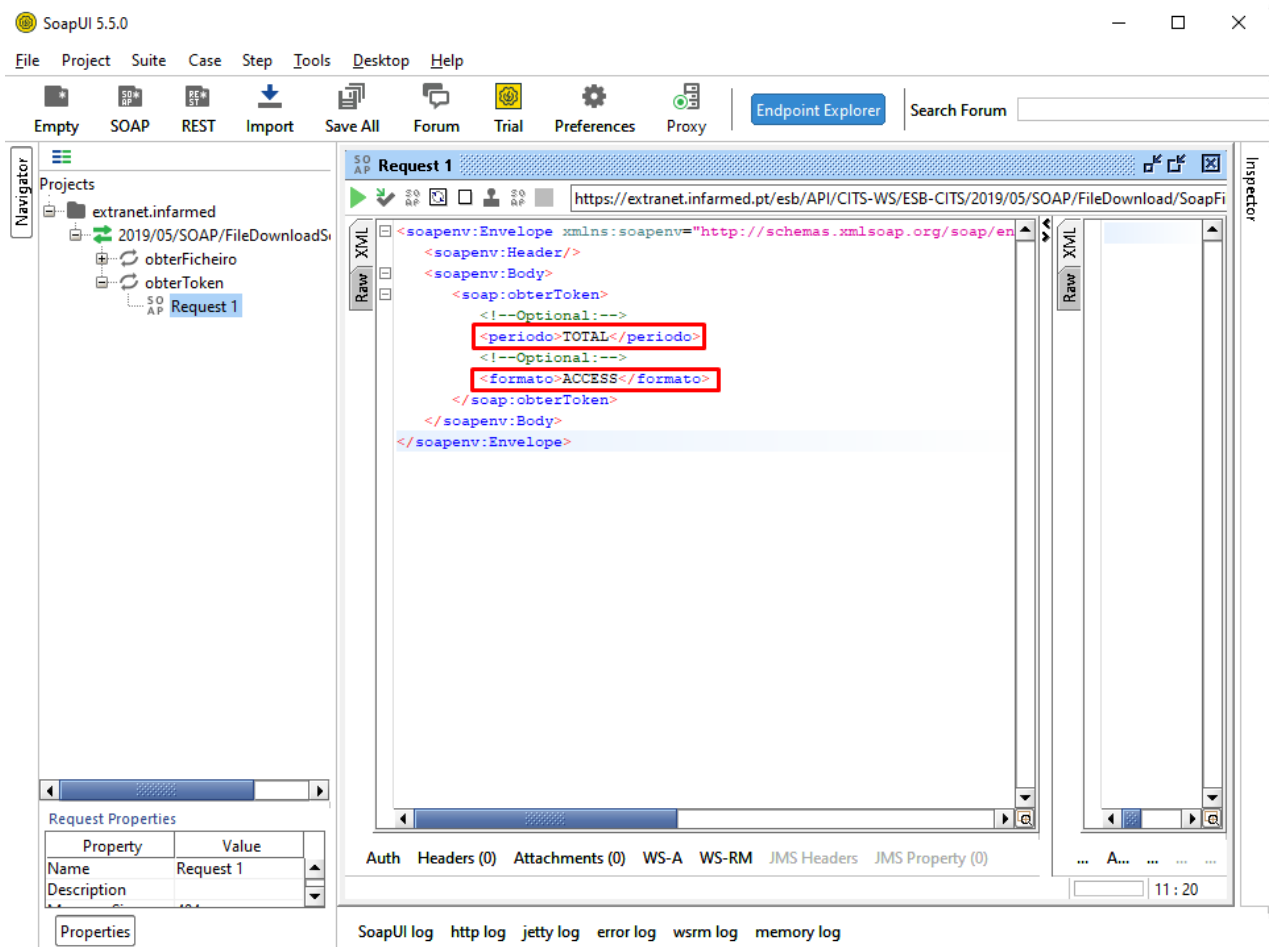 SoapUI 5.5.0
File Project Suite Case Step Tools Desktop Help
Empty SOAP REST Import Save All Forum Trial Preferences Proxy
Endpoint Explorer
Search Forum
Navigator
Projects
extranet.infarmed
2019/05/SOAP/FileDownloadS
obterFicheiro
obterToken
SOAP Request 1
SOAP Request 1
https://extranet.infarmed.pt/esb/API/CITS-WS/ESB-CITS/2019/05/SOAP/FileDownload/SoapFi
XML
Raw
<soapenv:Envelope xmlns:soapenv="http://schemas.xmlsoap.org/soap/en
<soapenv:Header/>
<soapenv:Body>
<soap:obterToken>
<!--Optional:-->
<periodo>TOTAL</periodo>
<!--Optional:-->
<formato>ACCESS</formato>
</soap:obterToken>
</soapenv:Body>
</soapenv:Envelope>
XML
Raw
Inspector
Request Properties
Property Value
Name Request 1
Description
Auth Headers (0) Attachments (0) WS-A WS-RM JMS Headers JMS Property (0)
... A... ... ... ...
11 : 20
Properties
SoapUI log http log jetty log error log wsrm log memory log